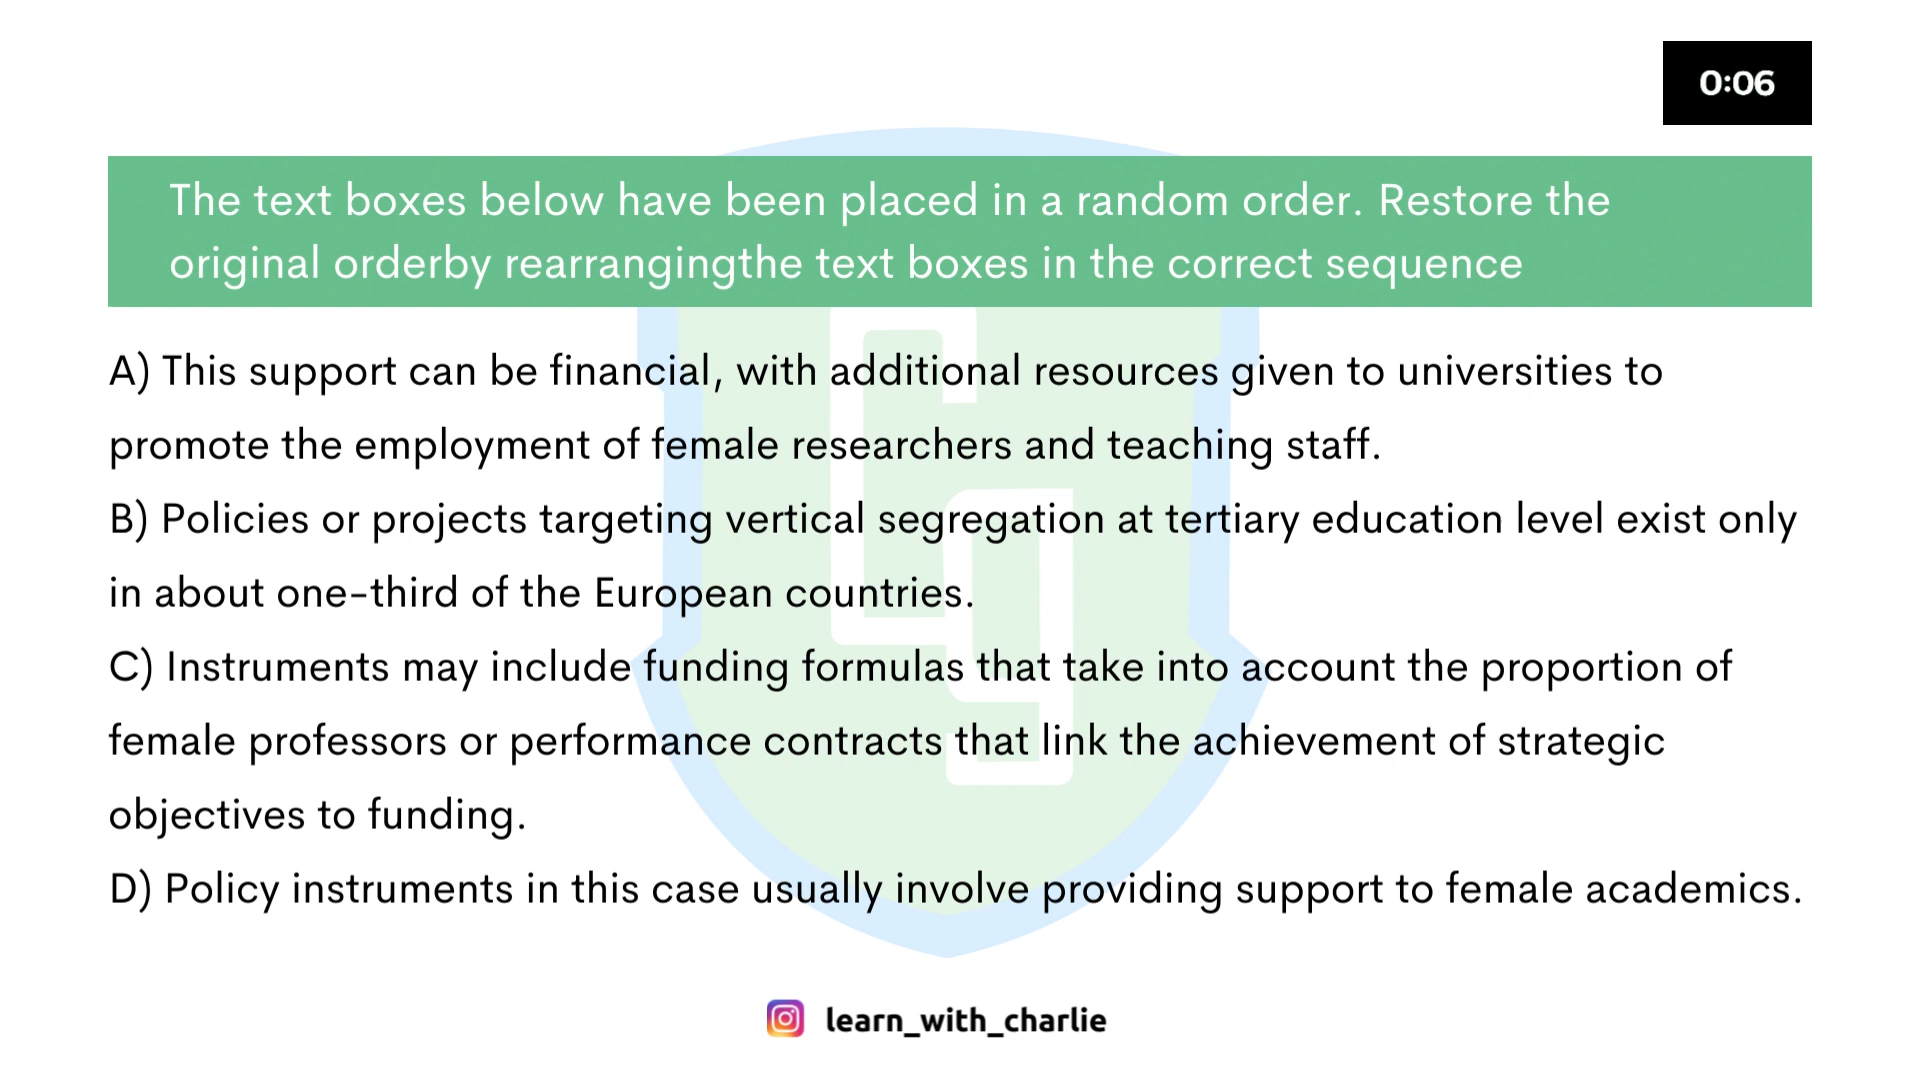 0:06
The text boxes below have been placed in a random order. Restore the
original orderby rearrangingthe text boxes in the correct sequence
A) This support can be financial, with additional resources given to universities to
promote the employment of female researchers and teaching staff.
B) Policies or projects targeting vertical segregation at tertiary education level exist only
in about one-third of the European countries.
C) Instruments may include funding formulas that take into account the proportion of
female professors or performance contracts that link the achievement of strategic
objectives to funding.
D) Policy instruments in this case usually involve providing support to female academics.
learn_with_charlie